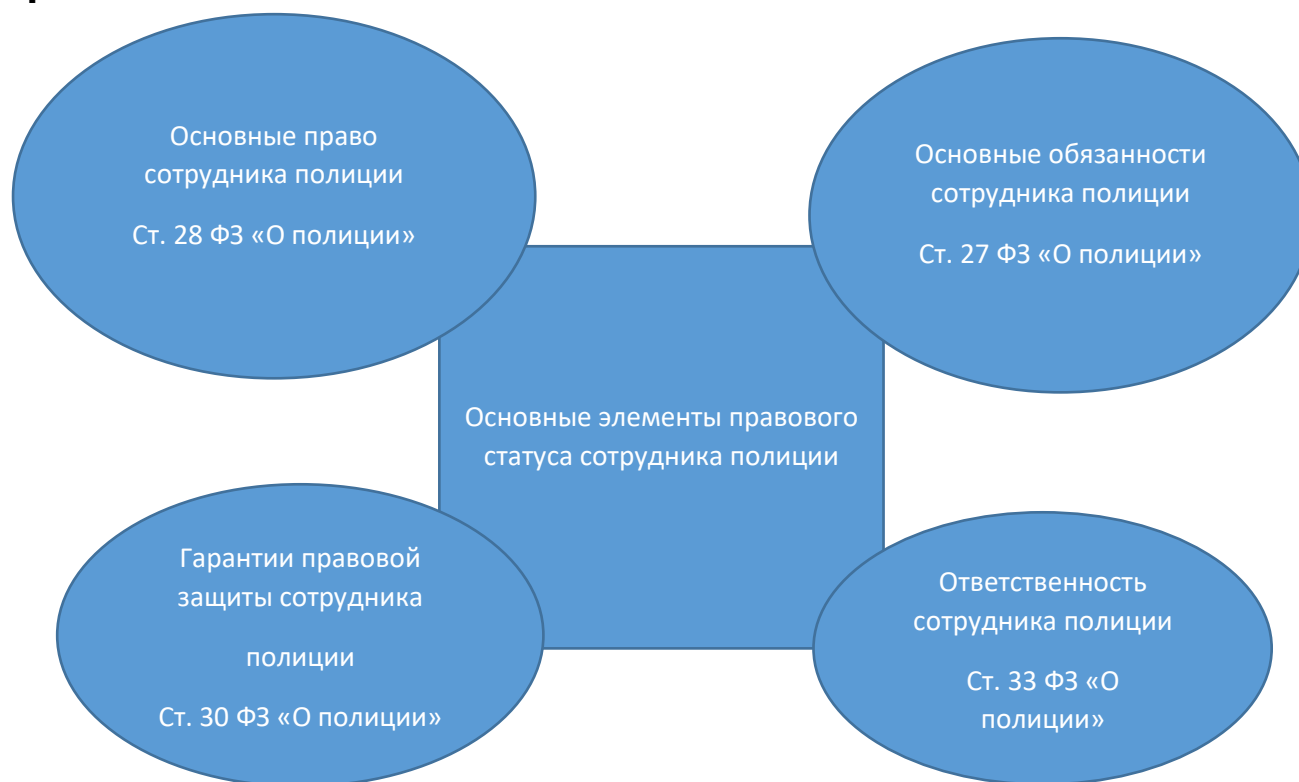 Основные право
сотрудника полиции
Ст. 28 ФЗ «О полиции»
Основные обязанности
сотрудника полиции
Ст. 27 ФЗ «О полиции»
Основные элементы правового
статуса сотрудника полиции
Гарантии правовой
защиты сотрудника
полиции
Ст. 30 ФЗ «О полиции»
Ответственность
сотрудника полиции
Ст. 33 ФЗ «О
полиции»